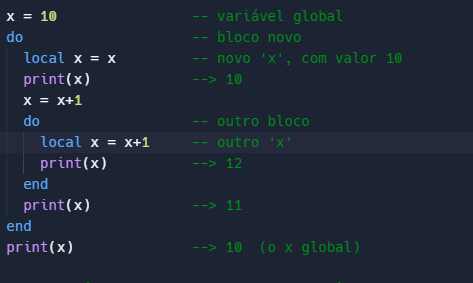 x = 10                -- variável global
do                    -- bloco novo
  local x = x         -- novo 'x', com valor 10
  print(x)            --> 10
  x = x+1
  do                  -- outro bloco
    local x = x+1     -- outro 'x'
    print(x)          --> 12
  end
  print(x)            --> 11
end
print(x)              --> 10  (o x global)